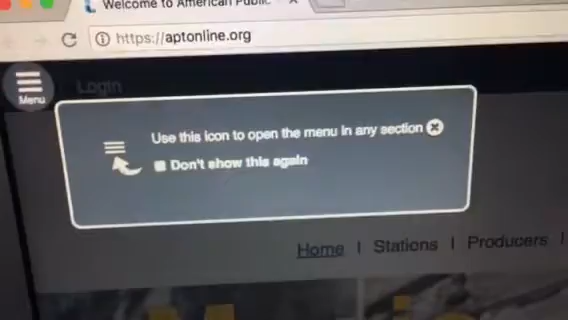 Welcome to American Public
https://aptonline.org
Menu
Login
Use this icon to open the menu in any section
Don't show this again
Home | Stations | Producers |